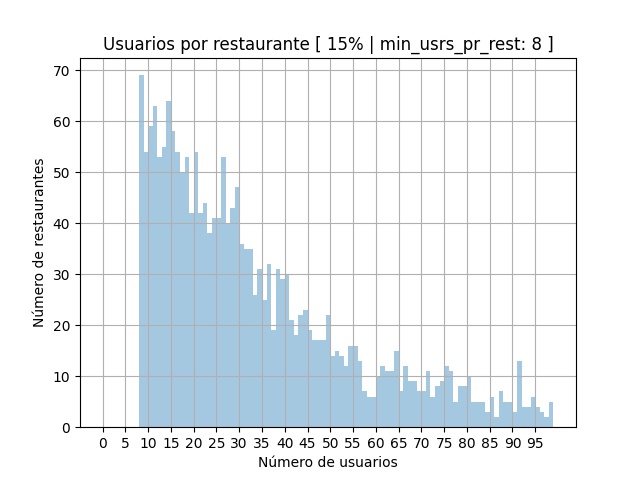 Usuarios por restaurante [ 15% | min_usrs_pr_rest: 8 ]
70
60
50
40
30
20
10
0
Número de restaurantes
0 5 10 15 20 25 30 35 40 45 50 55 60 65 70 75 80 85 90 95
Número de usuarios